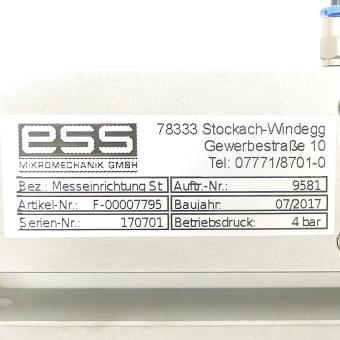 ess
MIKROMECHANIK GMBH
78333 Stockach-Windegg
Gewerbestraße 10
Tel: 07771/8701-0
Bez.: Messeinrichtung St Auftr.-Nr.: 9581
Artikel-Nr.: F-00007795 Baujahr: 07/2017
Serien-Nr.: 170701 Betriebsdruck: 4 bar